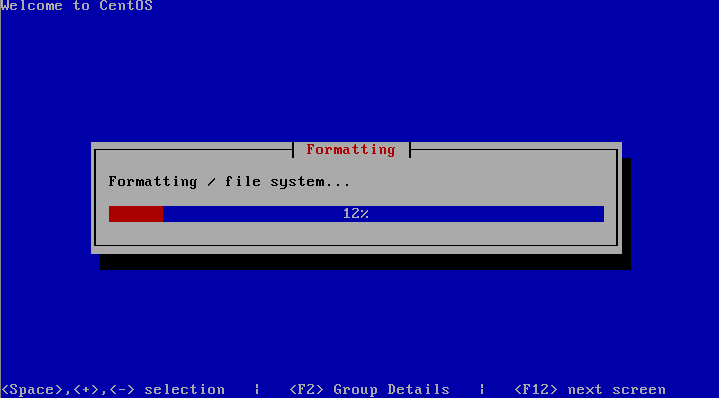 Welcome to CentOS
Formatting
Formatting / file system...
12%
<Space>,<+>,<-> selection   |   <F2> Group Details   |   <F12> next screen